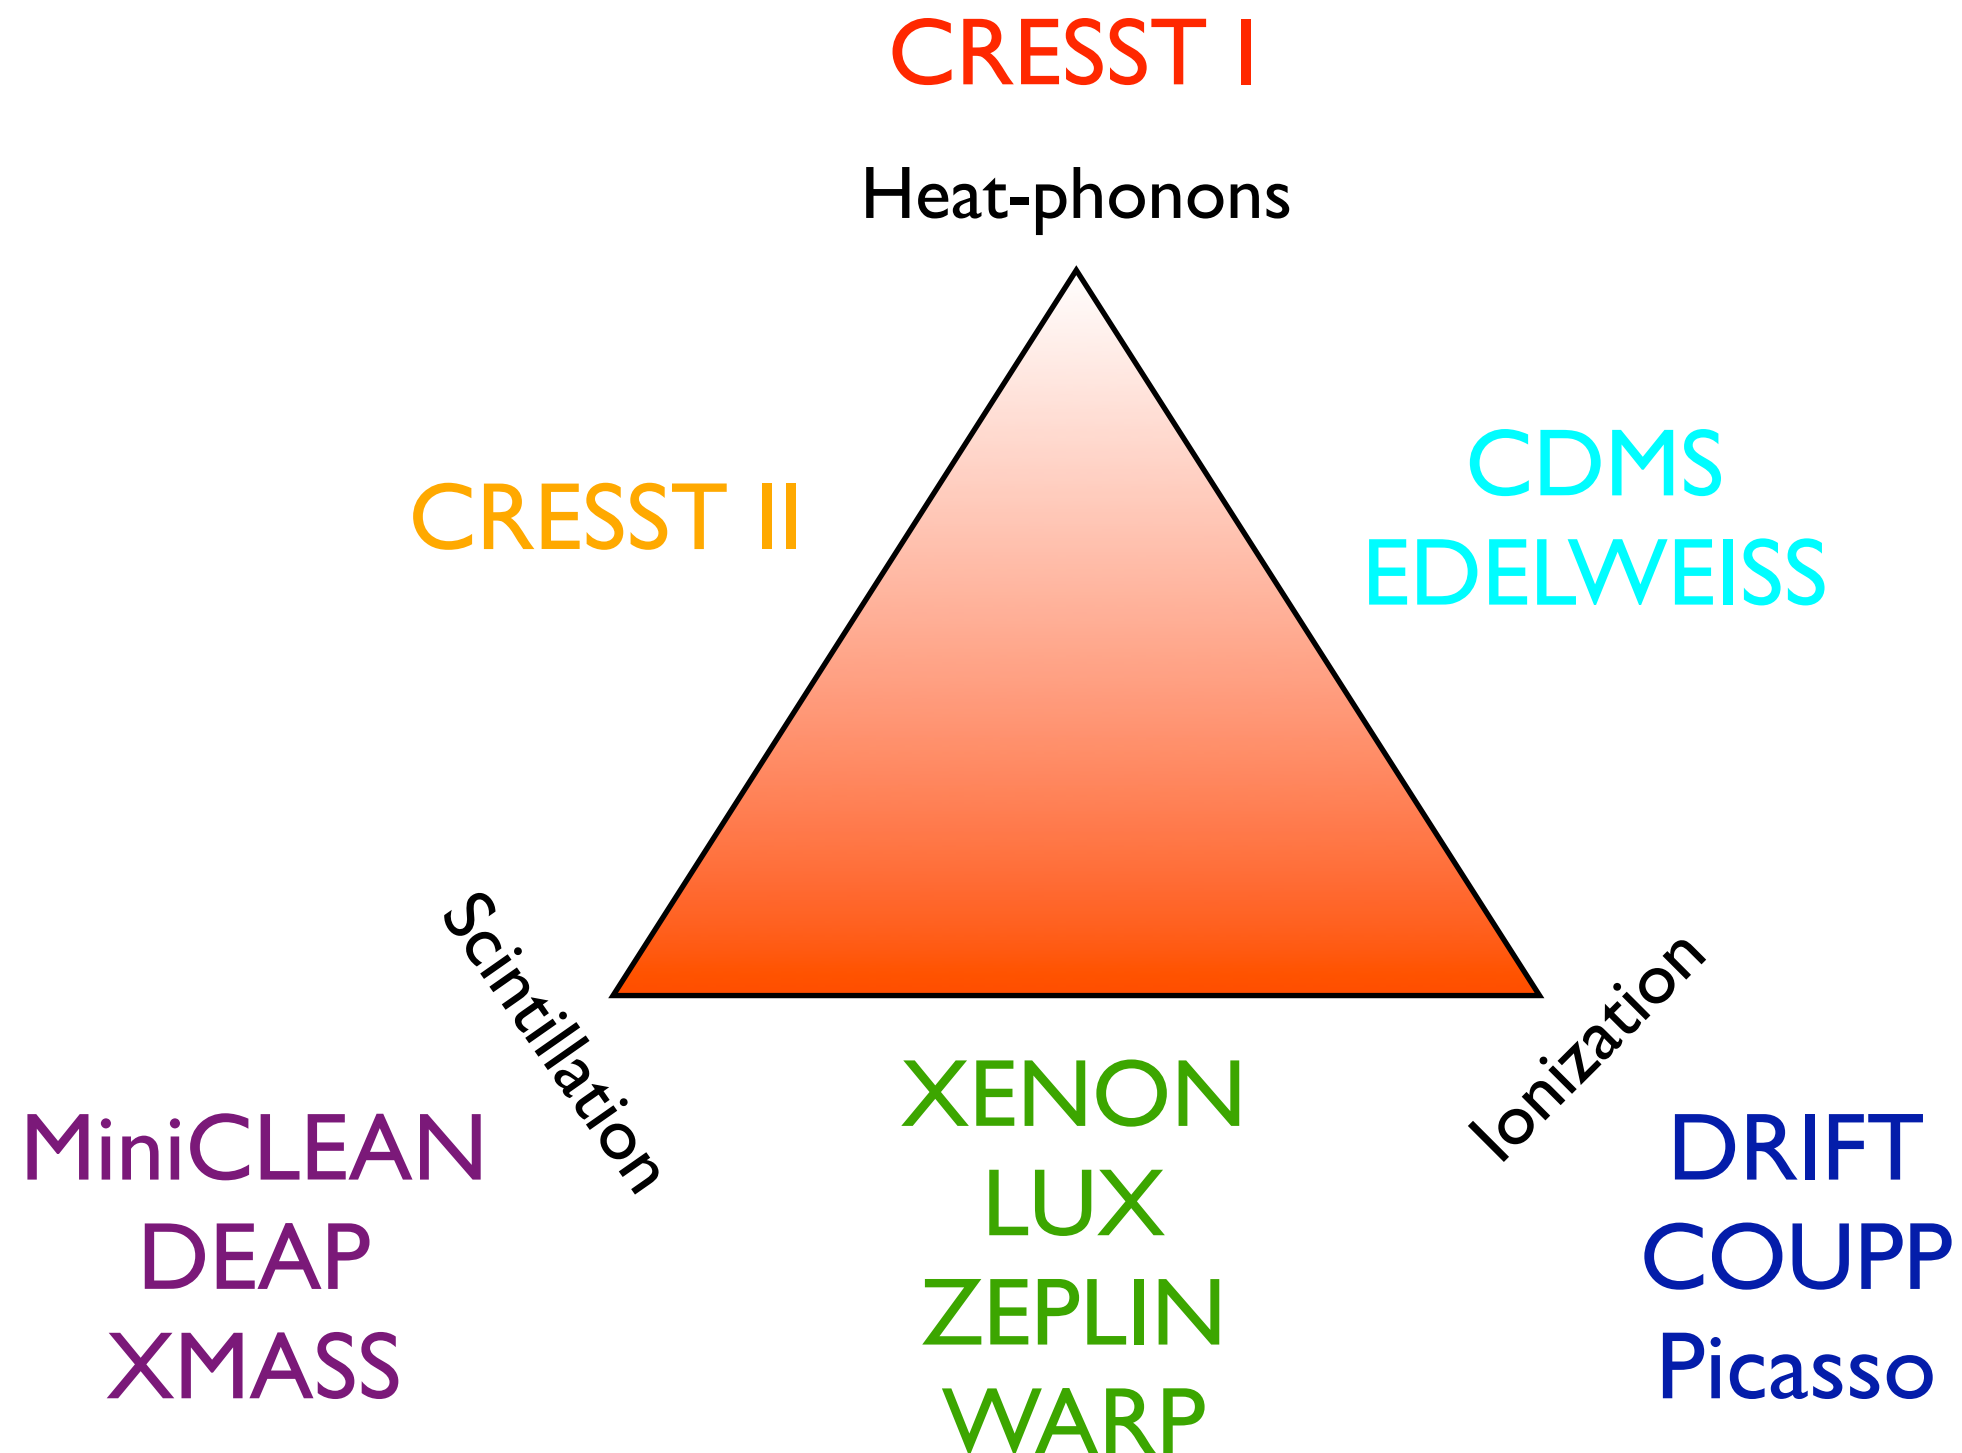 CRESST I
Heat-phonons
CRESST II
CDMS
EDELWEISS
Scintillation
Ionization
MiniCLEAN
DEAP
XMASS
XENON
LUX
ZEPLIN
WARP
DRIFT
COUPP
Picasso